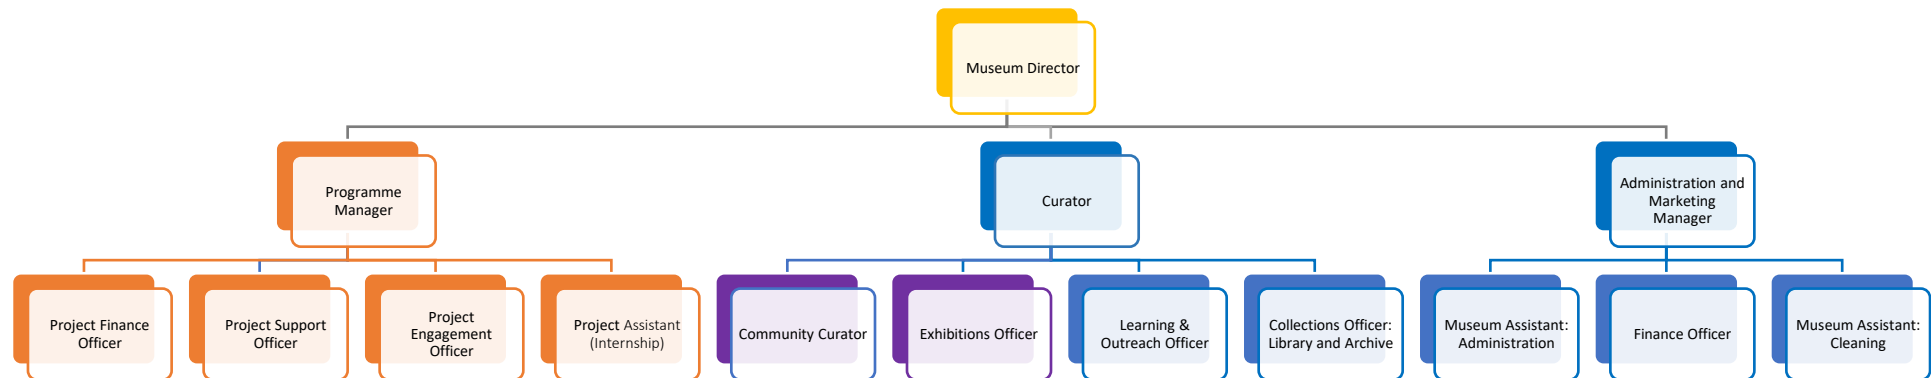 Museum Director
Programme
Manager
Curator
Administration and
Marketing
Manager
Project Finance
Officer
Project Support
Officer
Project
Engagement
Officer
Project Assistant
(Internship)
Community Curator
Exhibitions Officer
Learning &
Outreach Officer
Collections Officer:
Library and Archive
Museum Assistant:
Administration
Finance Officer
Museum Assistant:
Cleaning